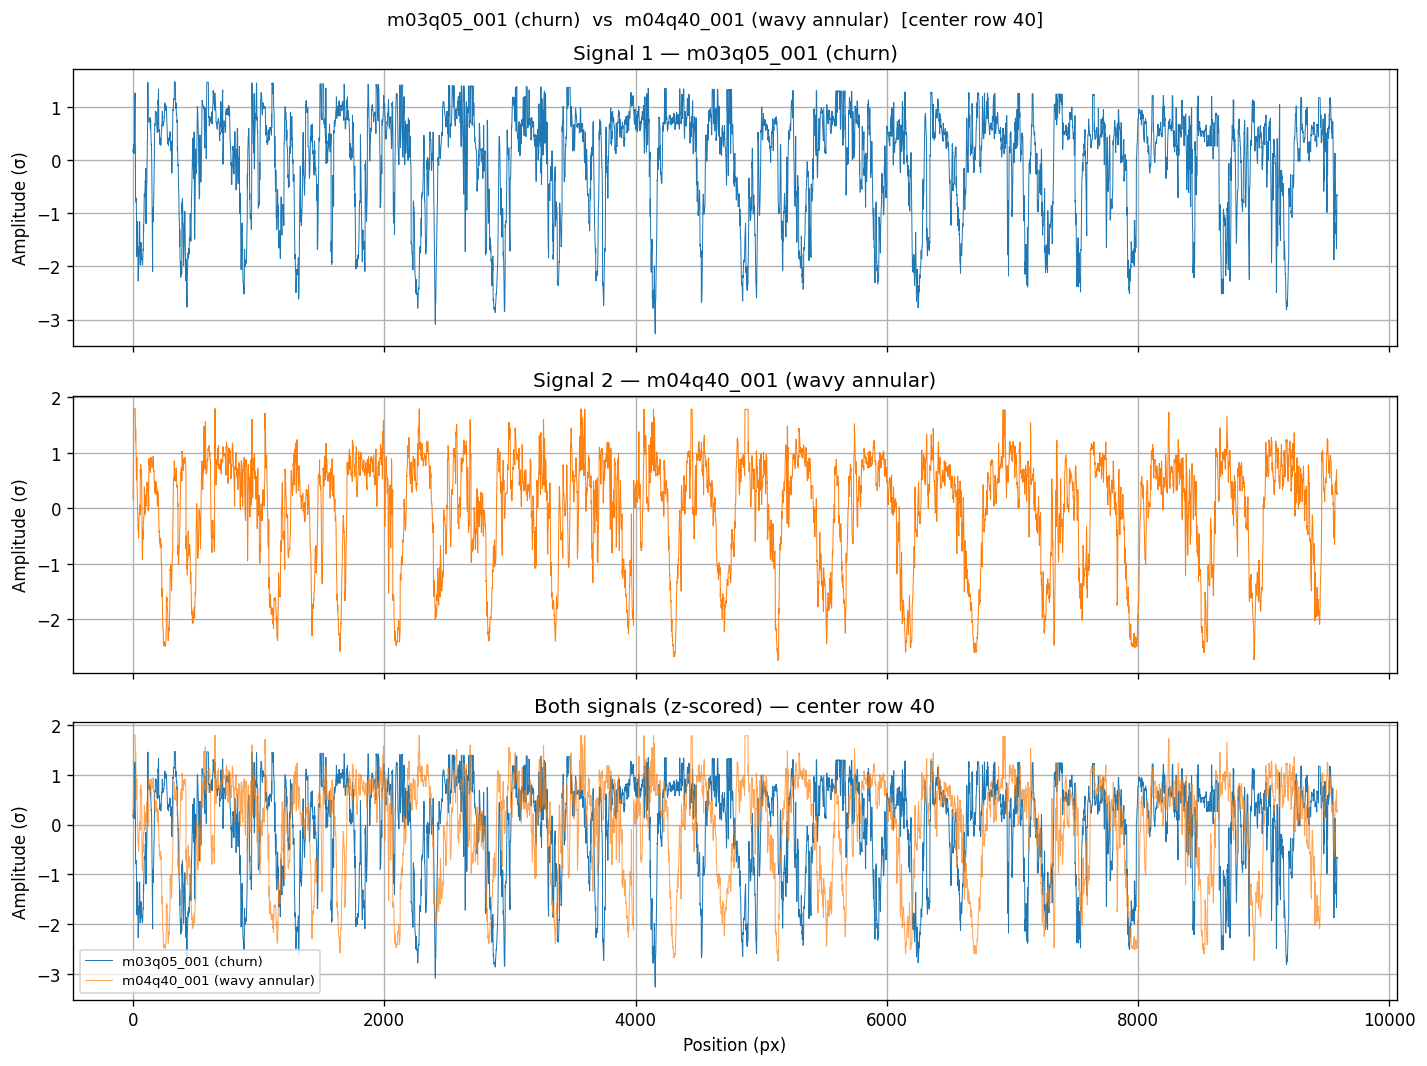 m03q05_001 (churn)  vs  m04q40_001 (wavy annular)  [center row 40]
Signal 1 — m03q05_001 (churn)
Amplitude (σ)
1
0
−1
−2
−3
Signal 2 — m04q40_001 (wavy annular)
Amplitude (σ)
2
1
0
−1
−2
Both signals (z-scored) — center row 40
Amplitude (σ)
2
1
0
−1
−2
−3
m03q05_001 (churn)
m04q40_001 (wavy annular)
0
2000
4000
6000
8000
10000
Position (px)